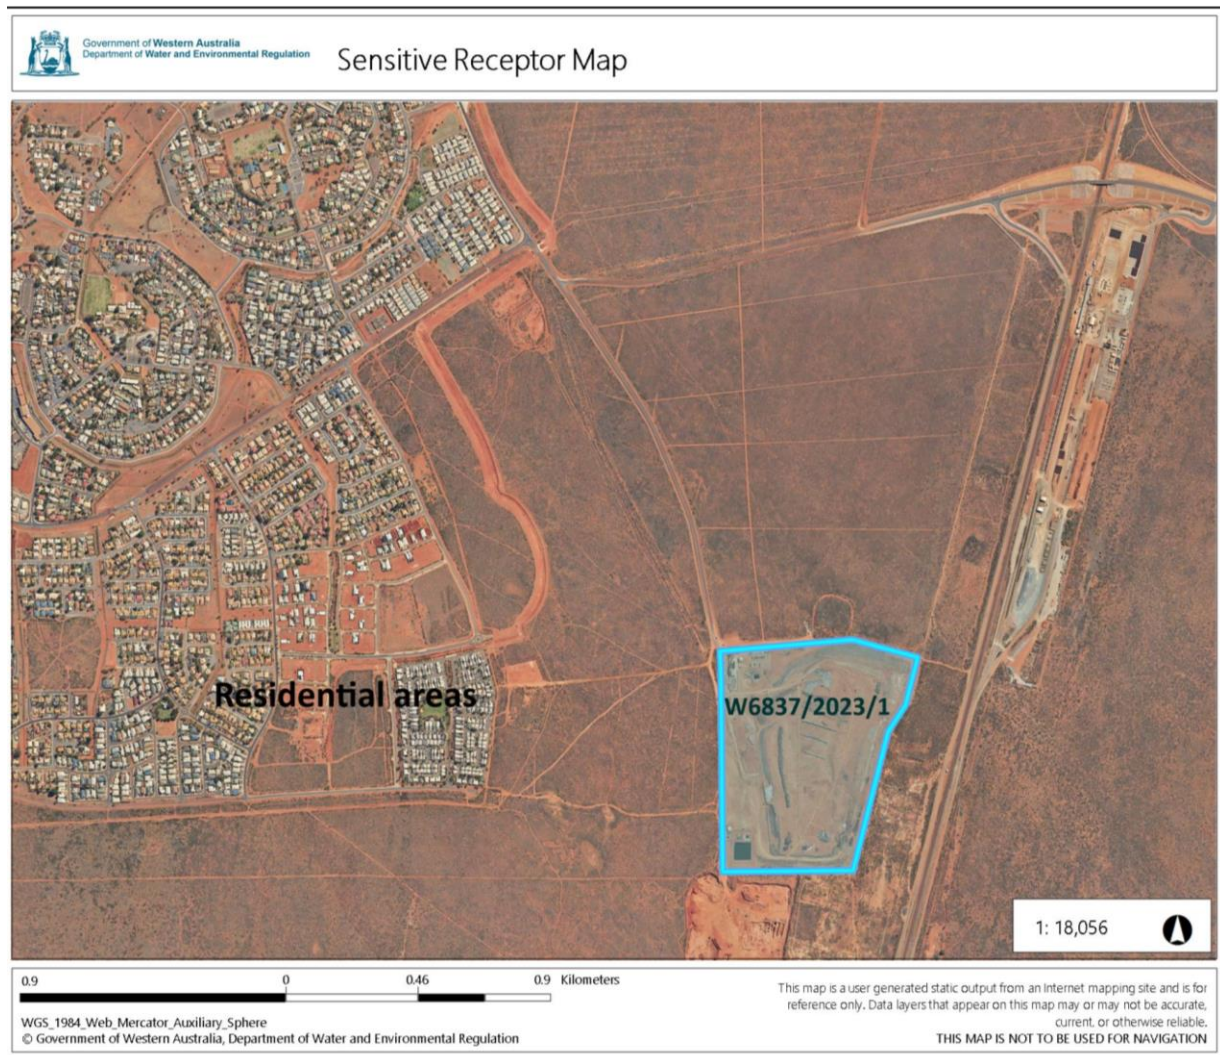 Government of Western Australia
Department of Water and Environmental Regulation
Sensitive Receptor Map
Residential areas
W6837/2023/1
1: 18,056
0.9 0 0.46 0.9 Kilometers
This map is a user generated static output from an Internet mapping site and is for
reference only. Data layers that appear on this map may or may not be accurate,
current, or otherwise reliable.
THIS MAP IS NOT TO BE USED FOR NAVIGATION
WGS_1984_Web_Mercator_Auxiliary_Sphere
© Government of Western Australia, Department of Water and Environmental Regulation